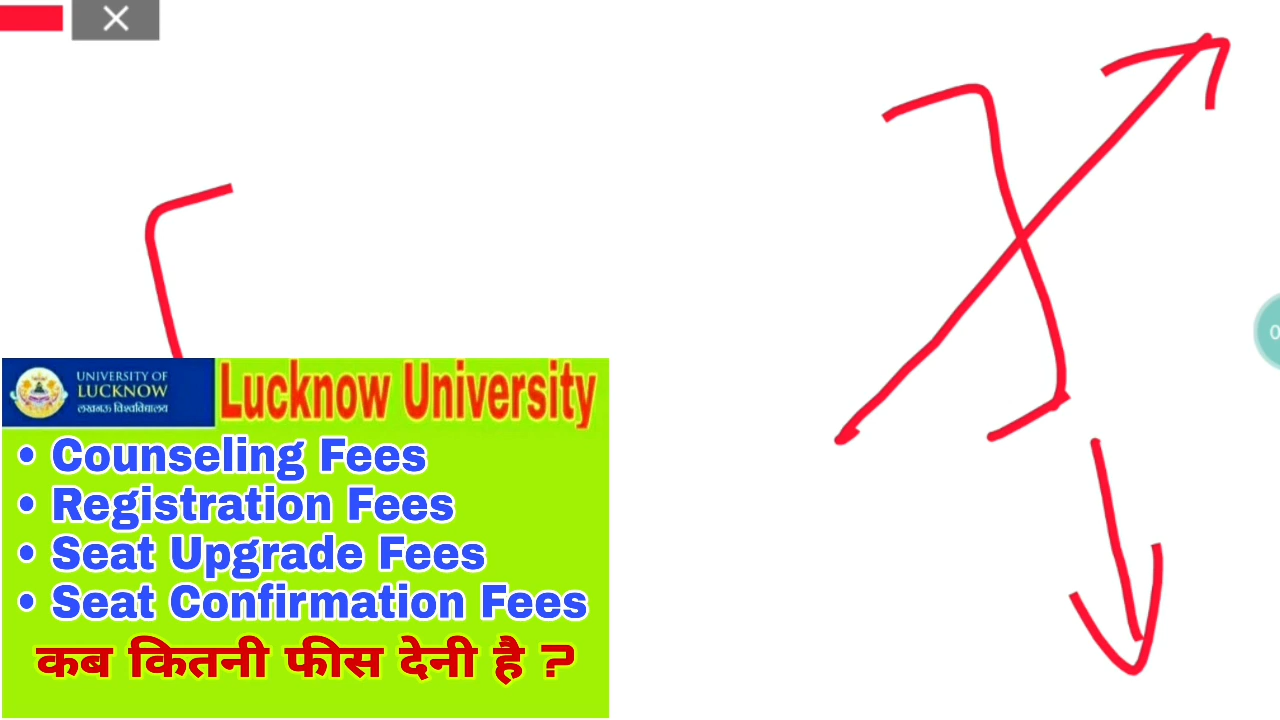 UNIVERSITY OF
LUCKNOW
लखनऊ विश्वविद्यालय
Lucknow University
• Counseling Fees
• Registration Fees
• Seat Upgrade Fees
• Seat Confirmation Fees
कब कितनी फीस देनी है ?